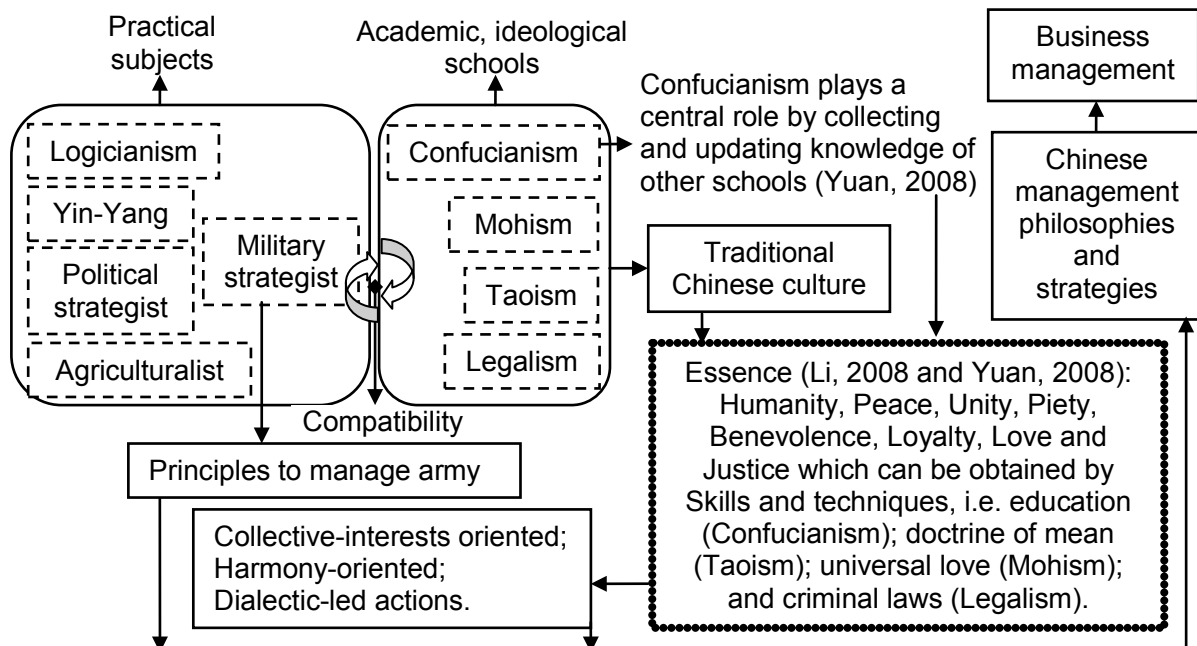 Practical
subjects
Academic, ideological
schools
Business
management
Confucianism plays a
central role by collecting
and updating knowledge of
other schools (Yuan, 2008)
Logicianism
Yin-Yang
Political
strategist
Military
strategist
Agriculturalist
Confucianism
Mohism
Taoism
Legalism
Traditional
Chinese culture
Chinese
management
philosophies
and
strategies
Compatibility
Essence (Li, 2008 and Yuan, 2008):
Humanity, Peace, Unity, Piety,
Benevolence, Loyalty, Love and
Justice which can be obtained by
Skills and techniques, i.e. education
(Confucianism); doctrine of mean
(Taoism); universal love (Mohism);
and criminal laws (Legalism).
Principles to manage army
Collective-interests oriented;
Harmony-oriented;
Dialectic-led actions.